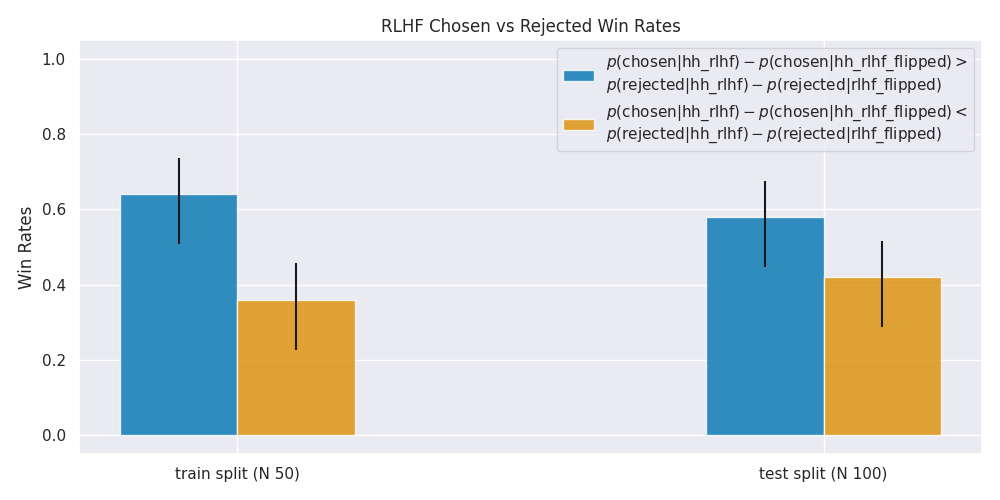 RLHF Chosen vs Rejected Win Rates
p(chosen|hh_rlhf) − p(chosen|hh_rlhf_flipped) >
p(rejected|hh_rlhf) − p(rejected|rlhf_flipped)
p(chosen|hh_rlhf) − p(chosen|hh_rlhf_flipped) <
p(rejected|hh_rlhf) − p(rejected|rlhf_flipped)
Win Rates
1.0
0.8
0.6
0.4
0.2
0.0
train split (N 50)
test split (N 100)